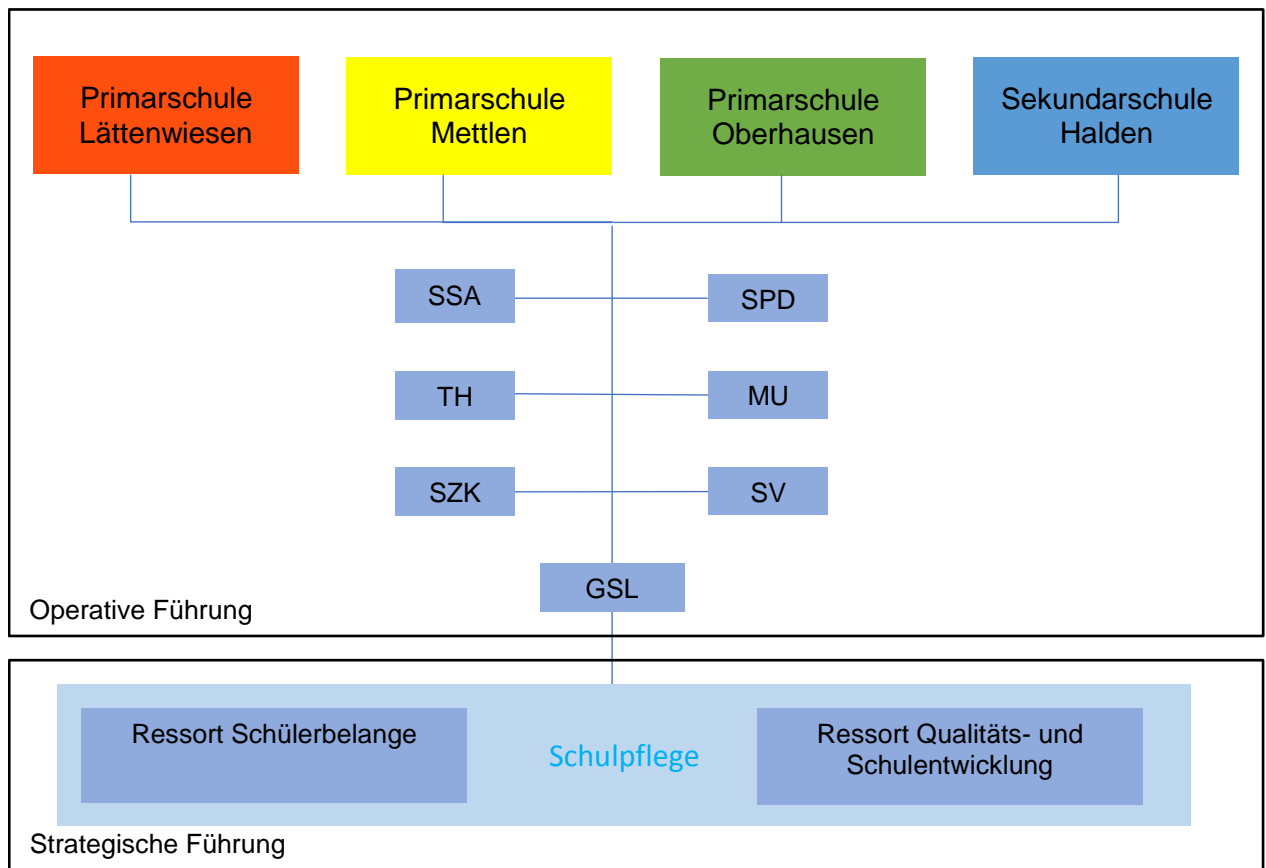 Primarschule
Lättenwiesen
Primarschule
Mettlen
Primarschule
Oberhausen
Sekundarschule
Halden
SSA
SPD
TH
MU
SZK
SV
GSL
Operative Führung
Ressort Schülerbelange
Schulpflege
Ressort Qualitäts- und
Schulentwicklung
Strategische Führung